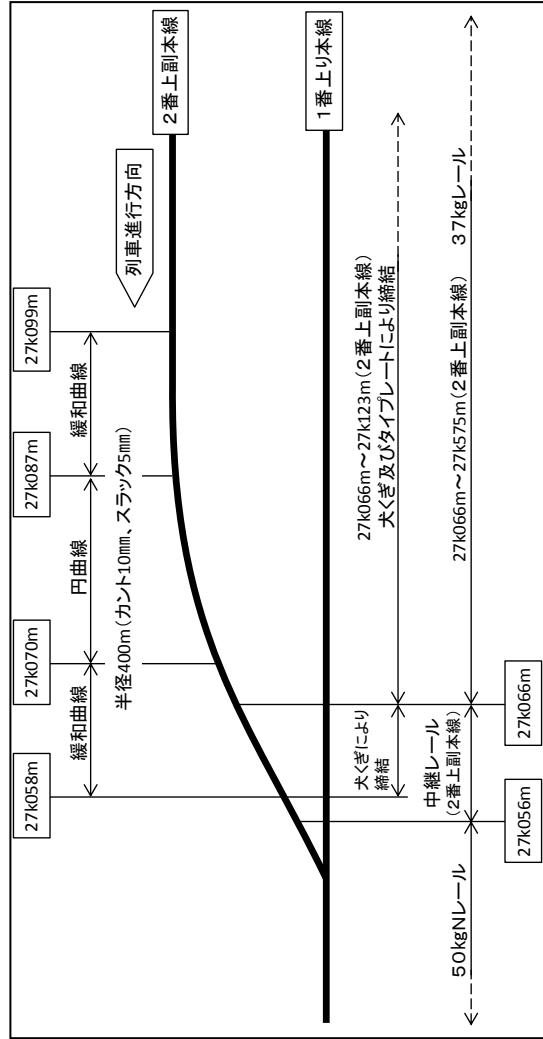 ２番上副本線
１番上り本線
列車進行方向
27k099m
27k087m
27k070m
27k058m
緩和曲線
円曲線
緩和曲線
半径400m(カント10mm、スラック5mm)
27k066m～27k123m(２番上副本線)
犬くぎ及びタイプレートにより締結
犬くぎにより
締結
27k066m～27k575m(２番上副本線)
３７kgレール
中継レール
(２番上副本線)
５０kgNレール
27k066m
27k056m